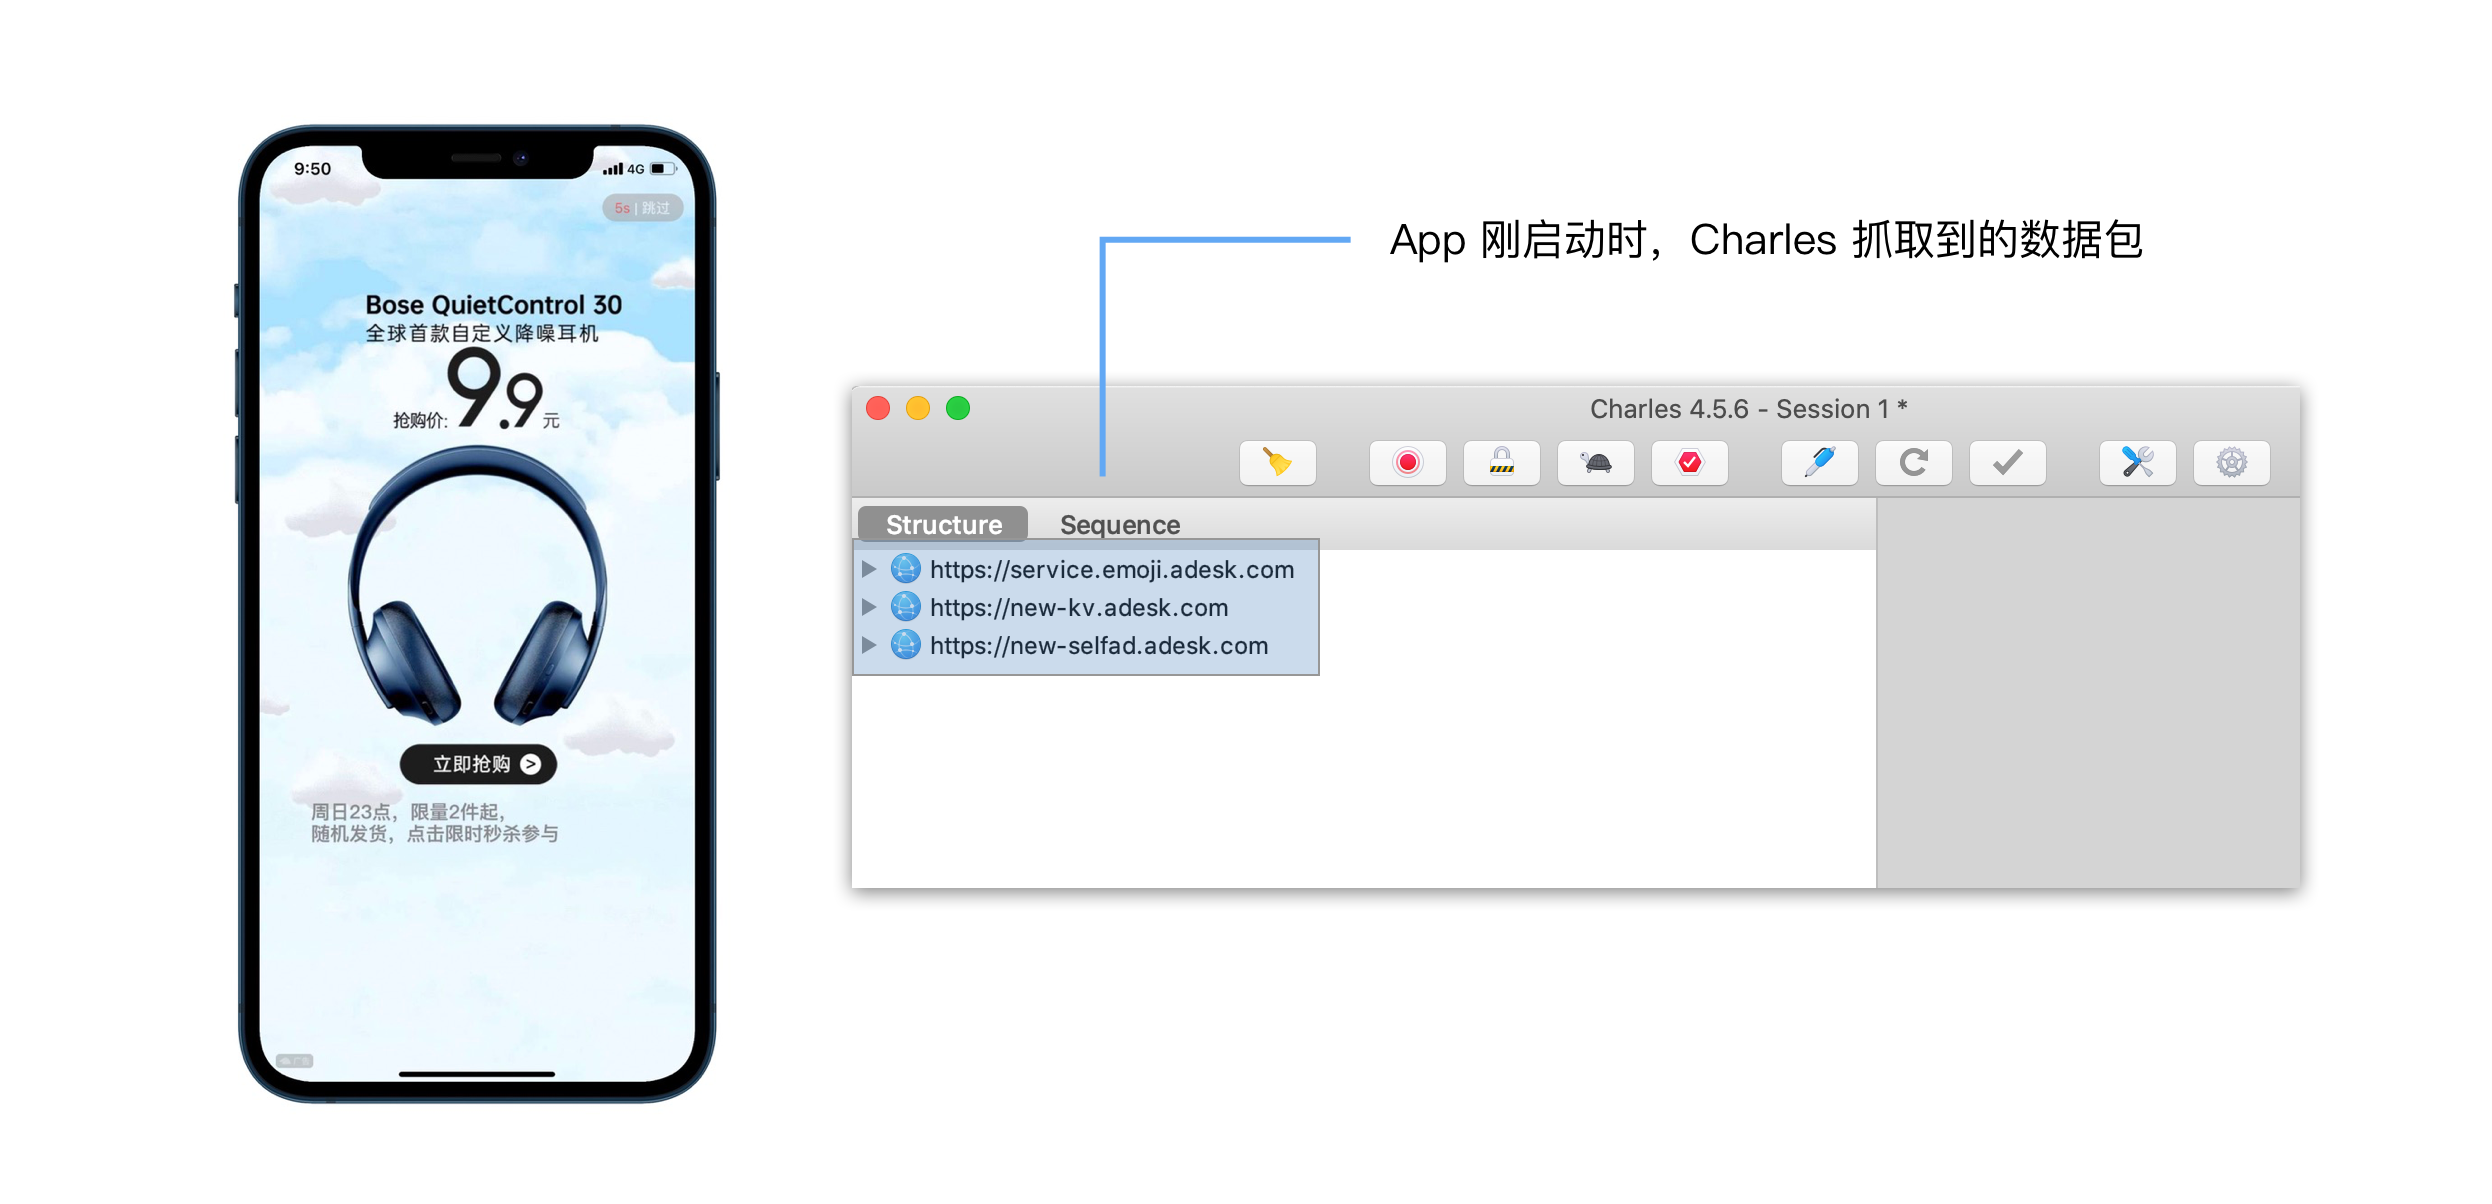 9:50
4G
5s | 跳过
Bose QuietControl 30
全球首款自定义降噪耳机
抢购价: 9.9元
立即抢购 >
周日23点，限量2件起，
随机发货，点击限时秒杀参与
App 刚启动时，Charles 抓取到的数据包
Charles 4.5.6 - Session 1 *
Structure Sequence
https://service.emoji.adesk.com
https://new-kv.adesk.com
https://new-selfad.adesk.com